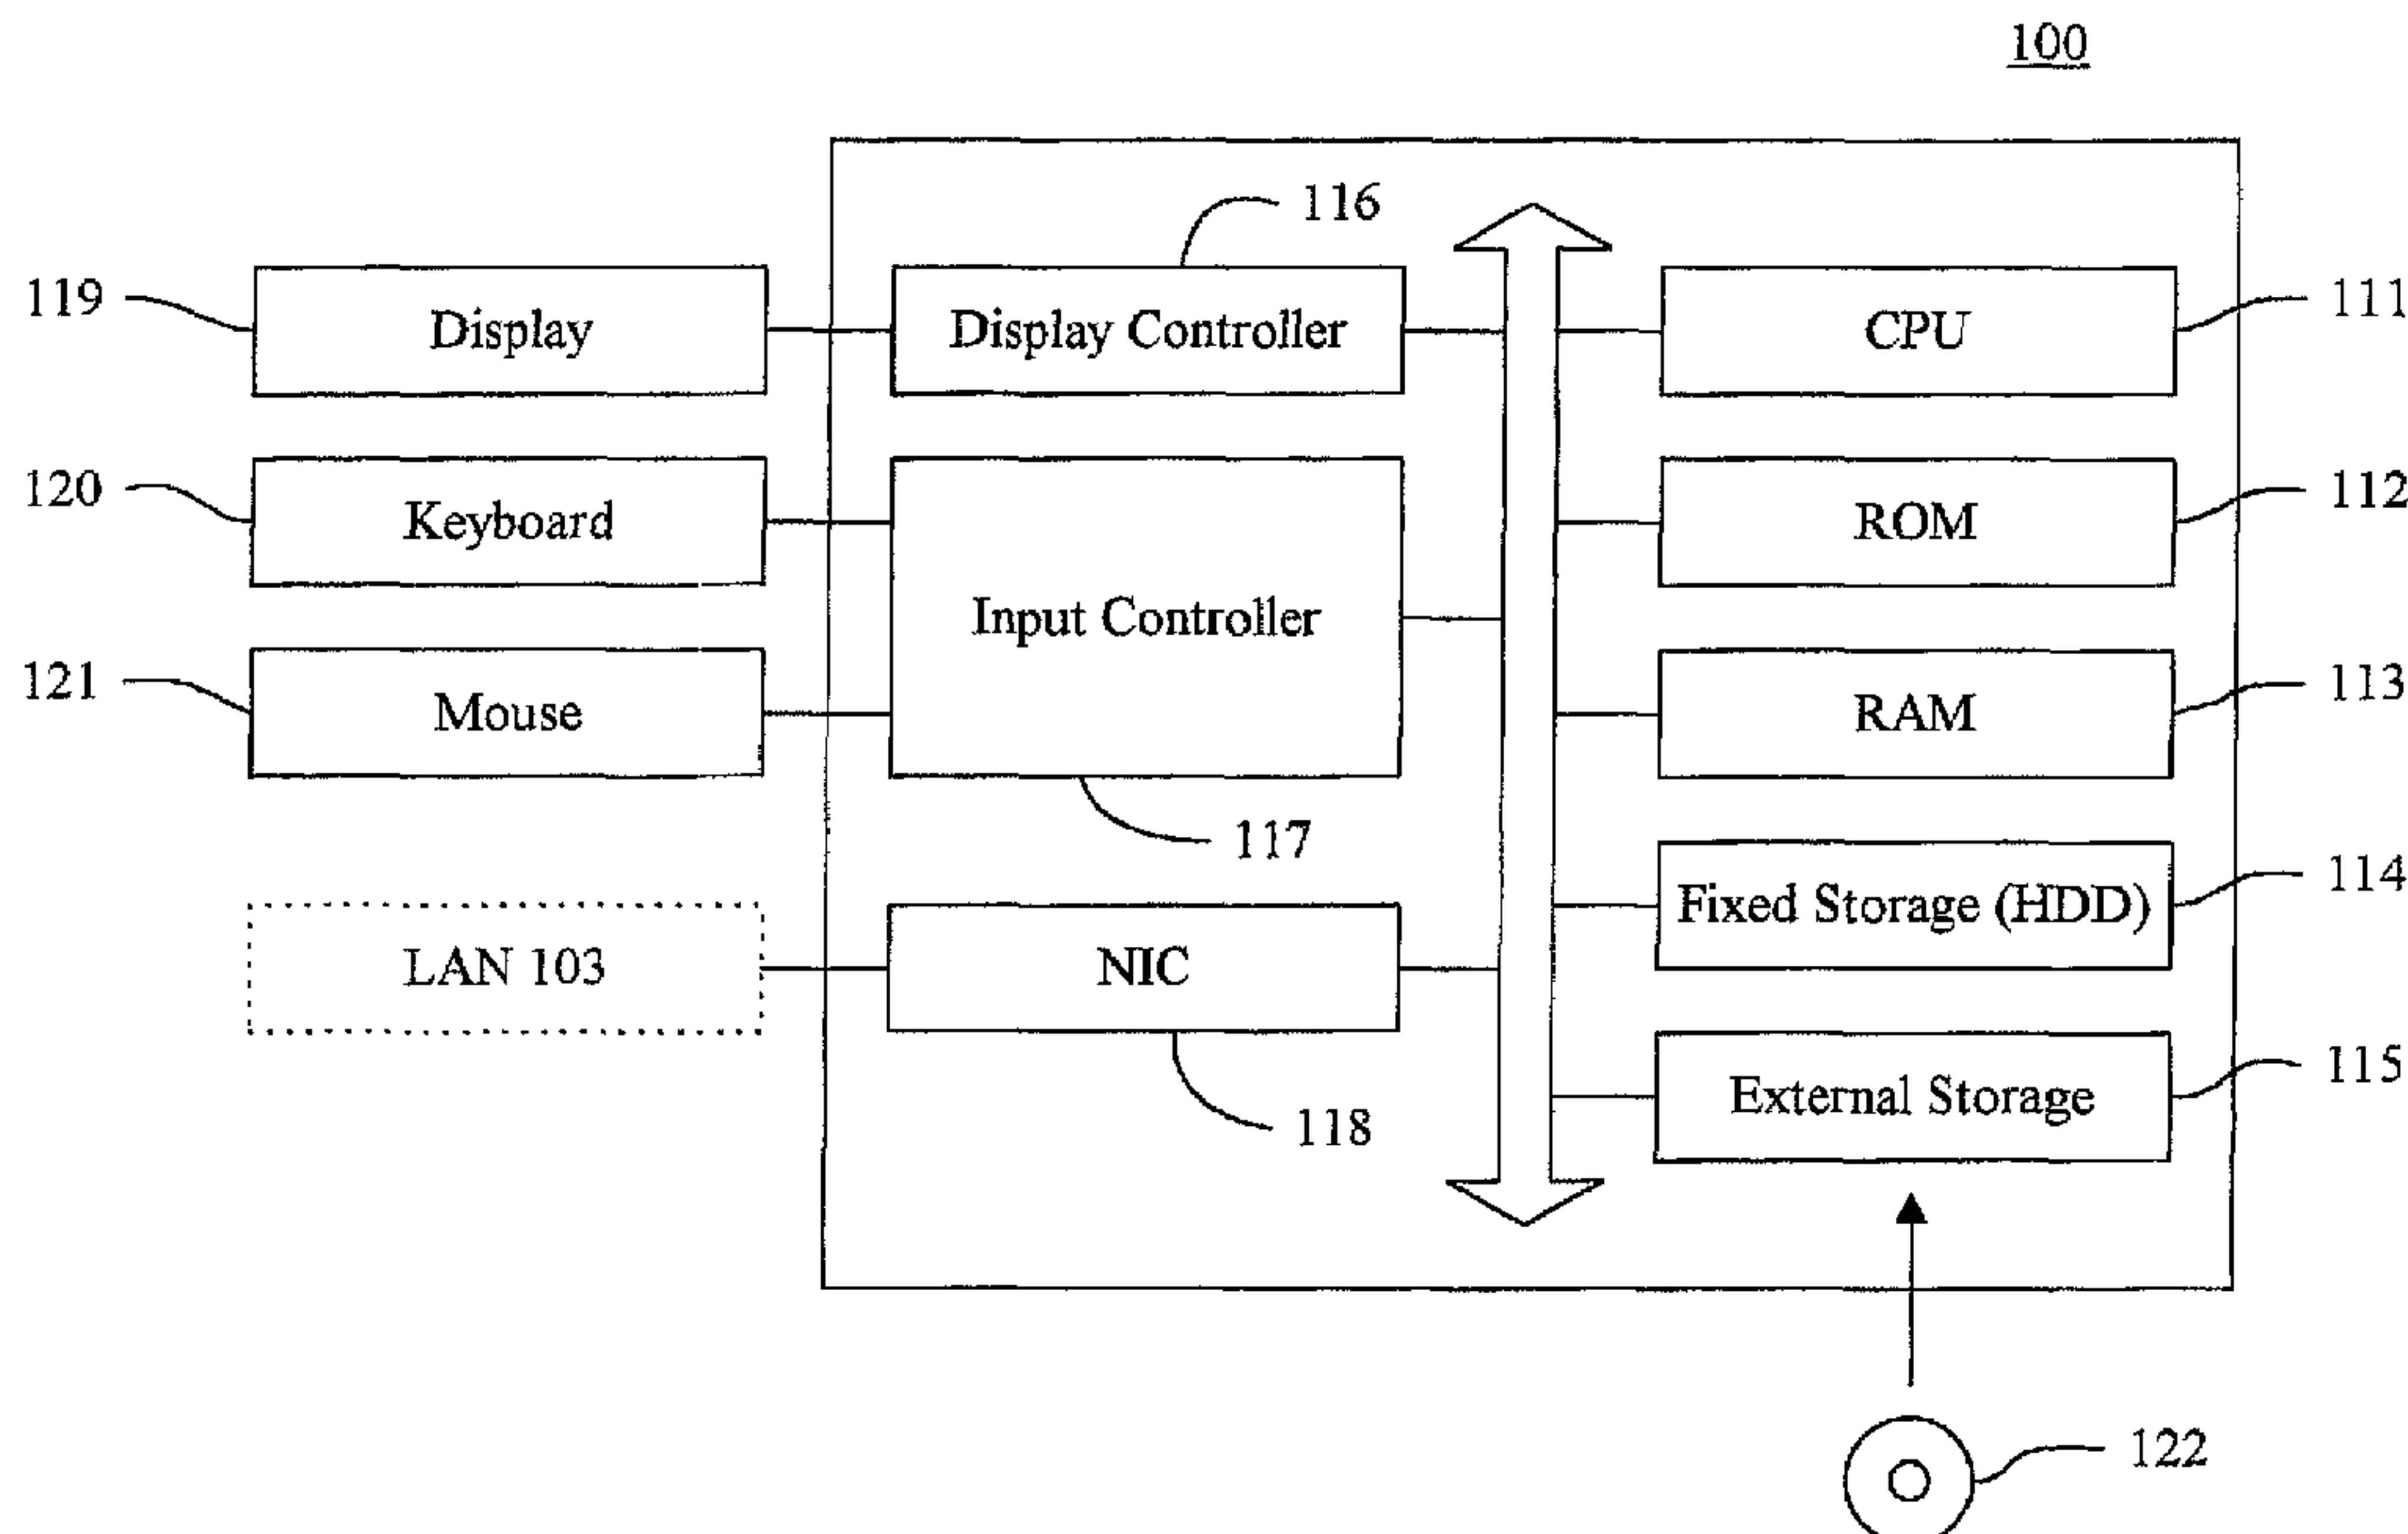 100
116
119
Display
Display Controller
CPU
111
120
Keyboard
Input Controller
ROM
112
121
Mouse
RAM
113
117
Fixed Storage (HDD)
114
LAN 103
NIC
118
External Storage
115
122